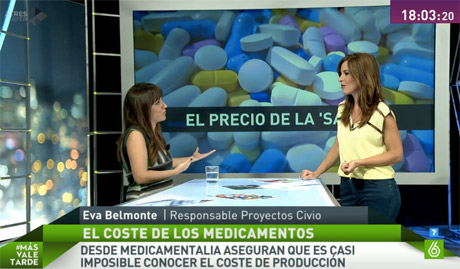 18:03:20
EL PRECIO DE LA 'SA
Eva Belmonte | Responsable Proyectos Civio
EL COSTE DE LOS MEDICAMENTOS
#MÁS
VALE
TARDE
DESDE MEDICAMENTALIA ASEGURAN QUE ES CASI
IMPOSIBLE CONOCER EL COSTE DE PRODUCCIÓN
7
6